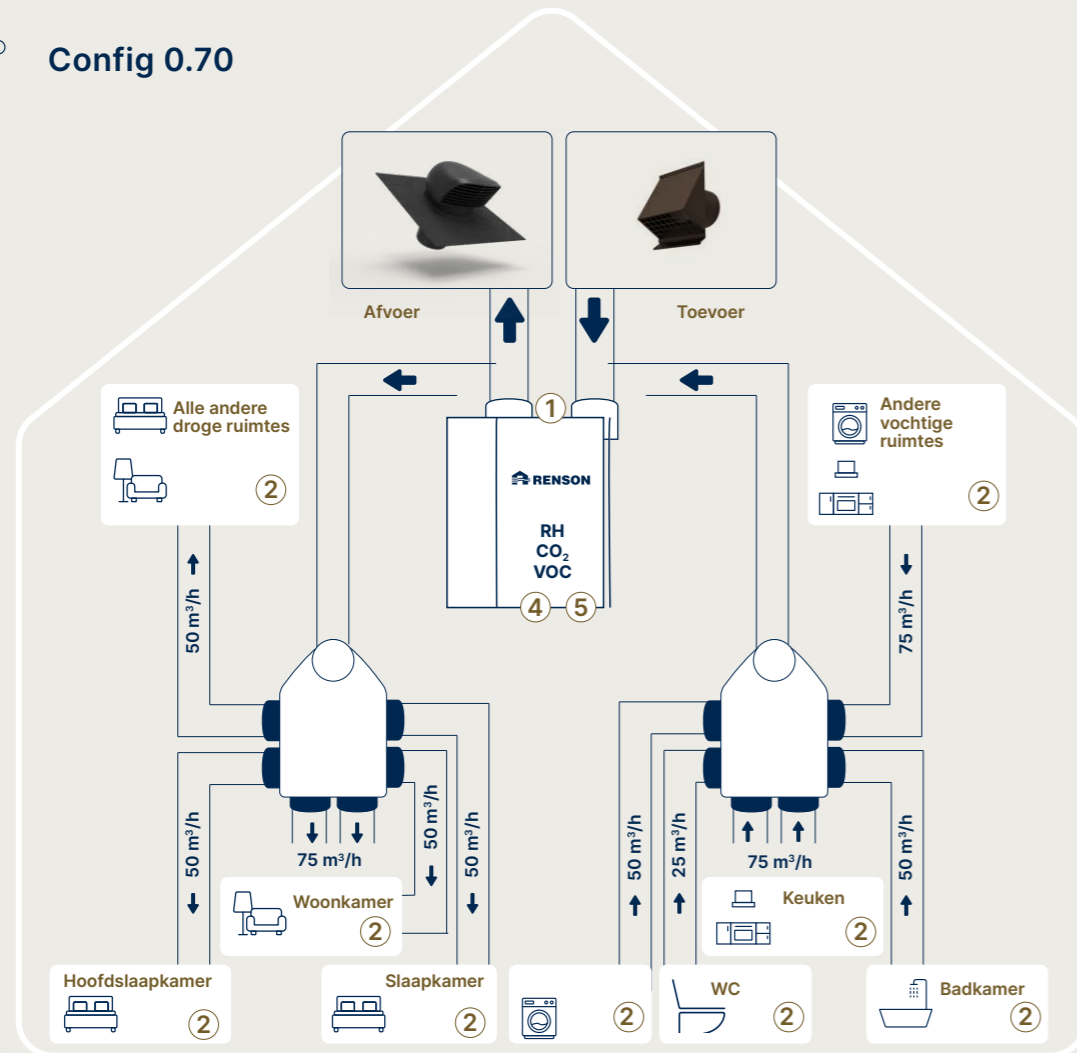 Config 0.70
Afvoer
Toevoer
Alle andere
droge ruimtes
2
1
Andere
vochtige
ruimtes
2
RENSON
RH
CO₂
VOC
4
5
50 m³/h
75 m³/h
50 m³/h
75 m³/h
50 m³/h
50 m³/h
50 m³/h
25 m³/h
75 m³/h
50 m³/h
Woonkamer
2
Keuken
2
Hoofdslaapkamer
2
Slaapkamer
2
2
WC
2
Badkamer
2